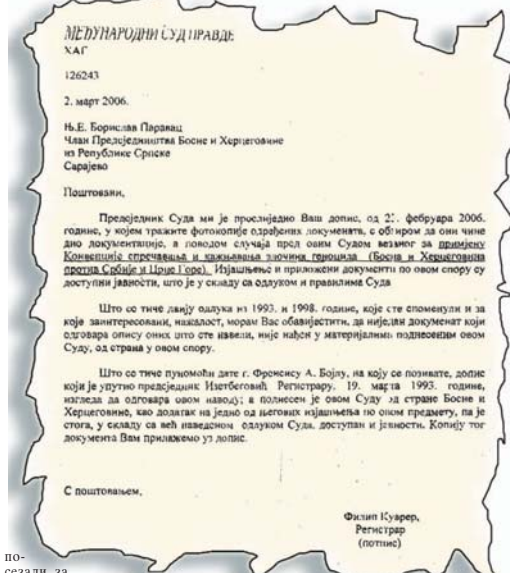 МЕЂУНАРОДНИ СУД ПРАВДЕ
ХАГ
126243
2. март 2006.
Њ.Е. Борислав Паравац
Члан Предсједништва Босне и Херцеговине
из Републике Српске
Сарајево
Поштовани,
Предсједник Суда ми је прослиједио Ваш допис, од фебруара 2006.
године, у којем тражите фотокопије одређених докумената, с обзиром да они чине
дио документације, а поводом случаја пред овим Судом везаног за примјену
Конвенције спречавања и кажњавања злочина геноцида (Босна и Херцеговина
против Србије и Црне Горе). Изјашњење и приложени документи по овом спору су
доступни јавности, што је у складу са одлуком и правилима Суда
Што се тиче двију одлука из 1993. и 1998. године, које сте споменули и за
које заинтересовани, нажалост, морам Вас обавијестити, да ниједан документ који
одговара опису оних што сте навели, није нађен у материјалима поднесеним овом
Суду, од страна у овом спору.
Што се тиче пуномоћи дате г. Френсису А. Бојлу, на коју се позивате, допис
који је упутио предсједник Изетбеговић Регистрару, 19. марта 1993. године,
изгледа да одговара овом наводу; а поднесен је овом Суду од стране Босне и
Херцеговине, као додатак на једно од његових изјашњења по овом предмету, па је
стога, у складу са већ наведеном одлуком Суда, доступан и јавности. Копију тог
документа Вам прилажемо уз допис.
С поштовањем,
Филип Куврер,
Регистрар
(потпис)
по-
сезали за